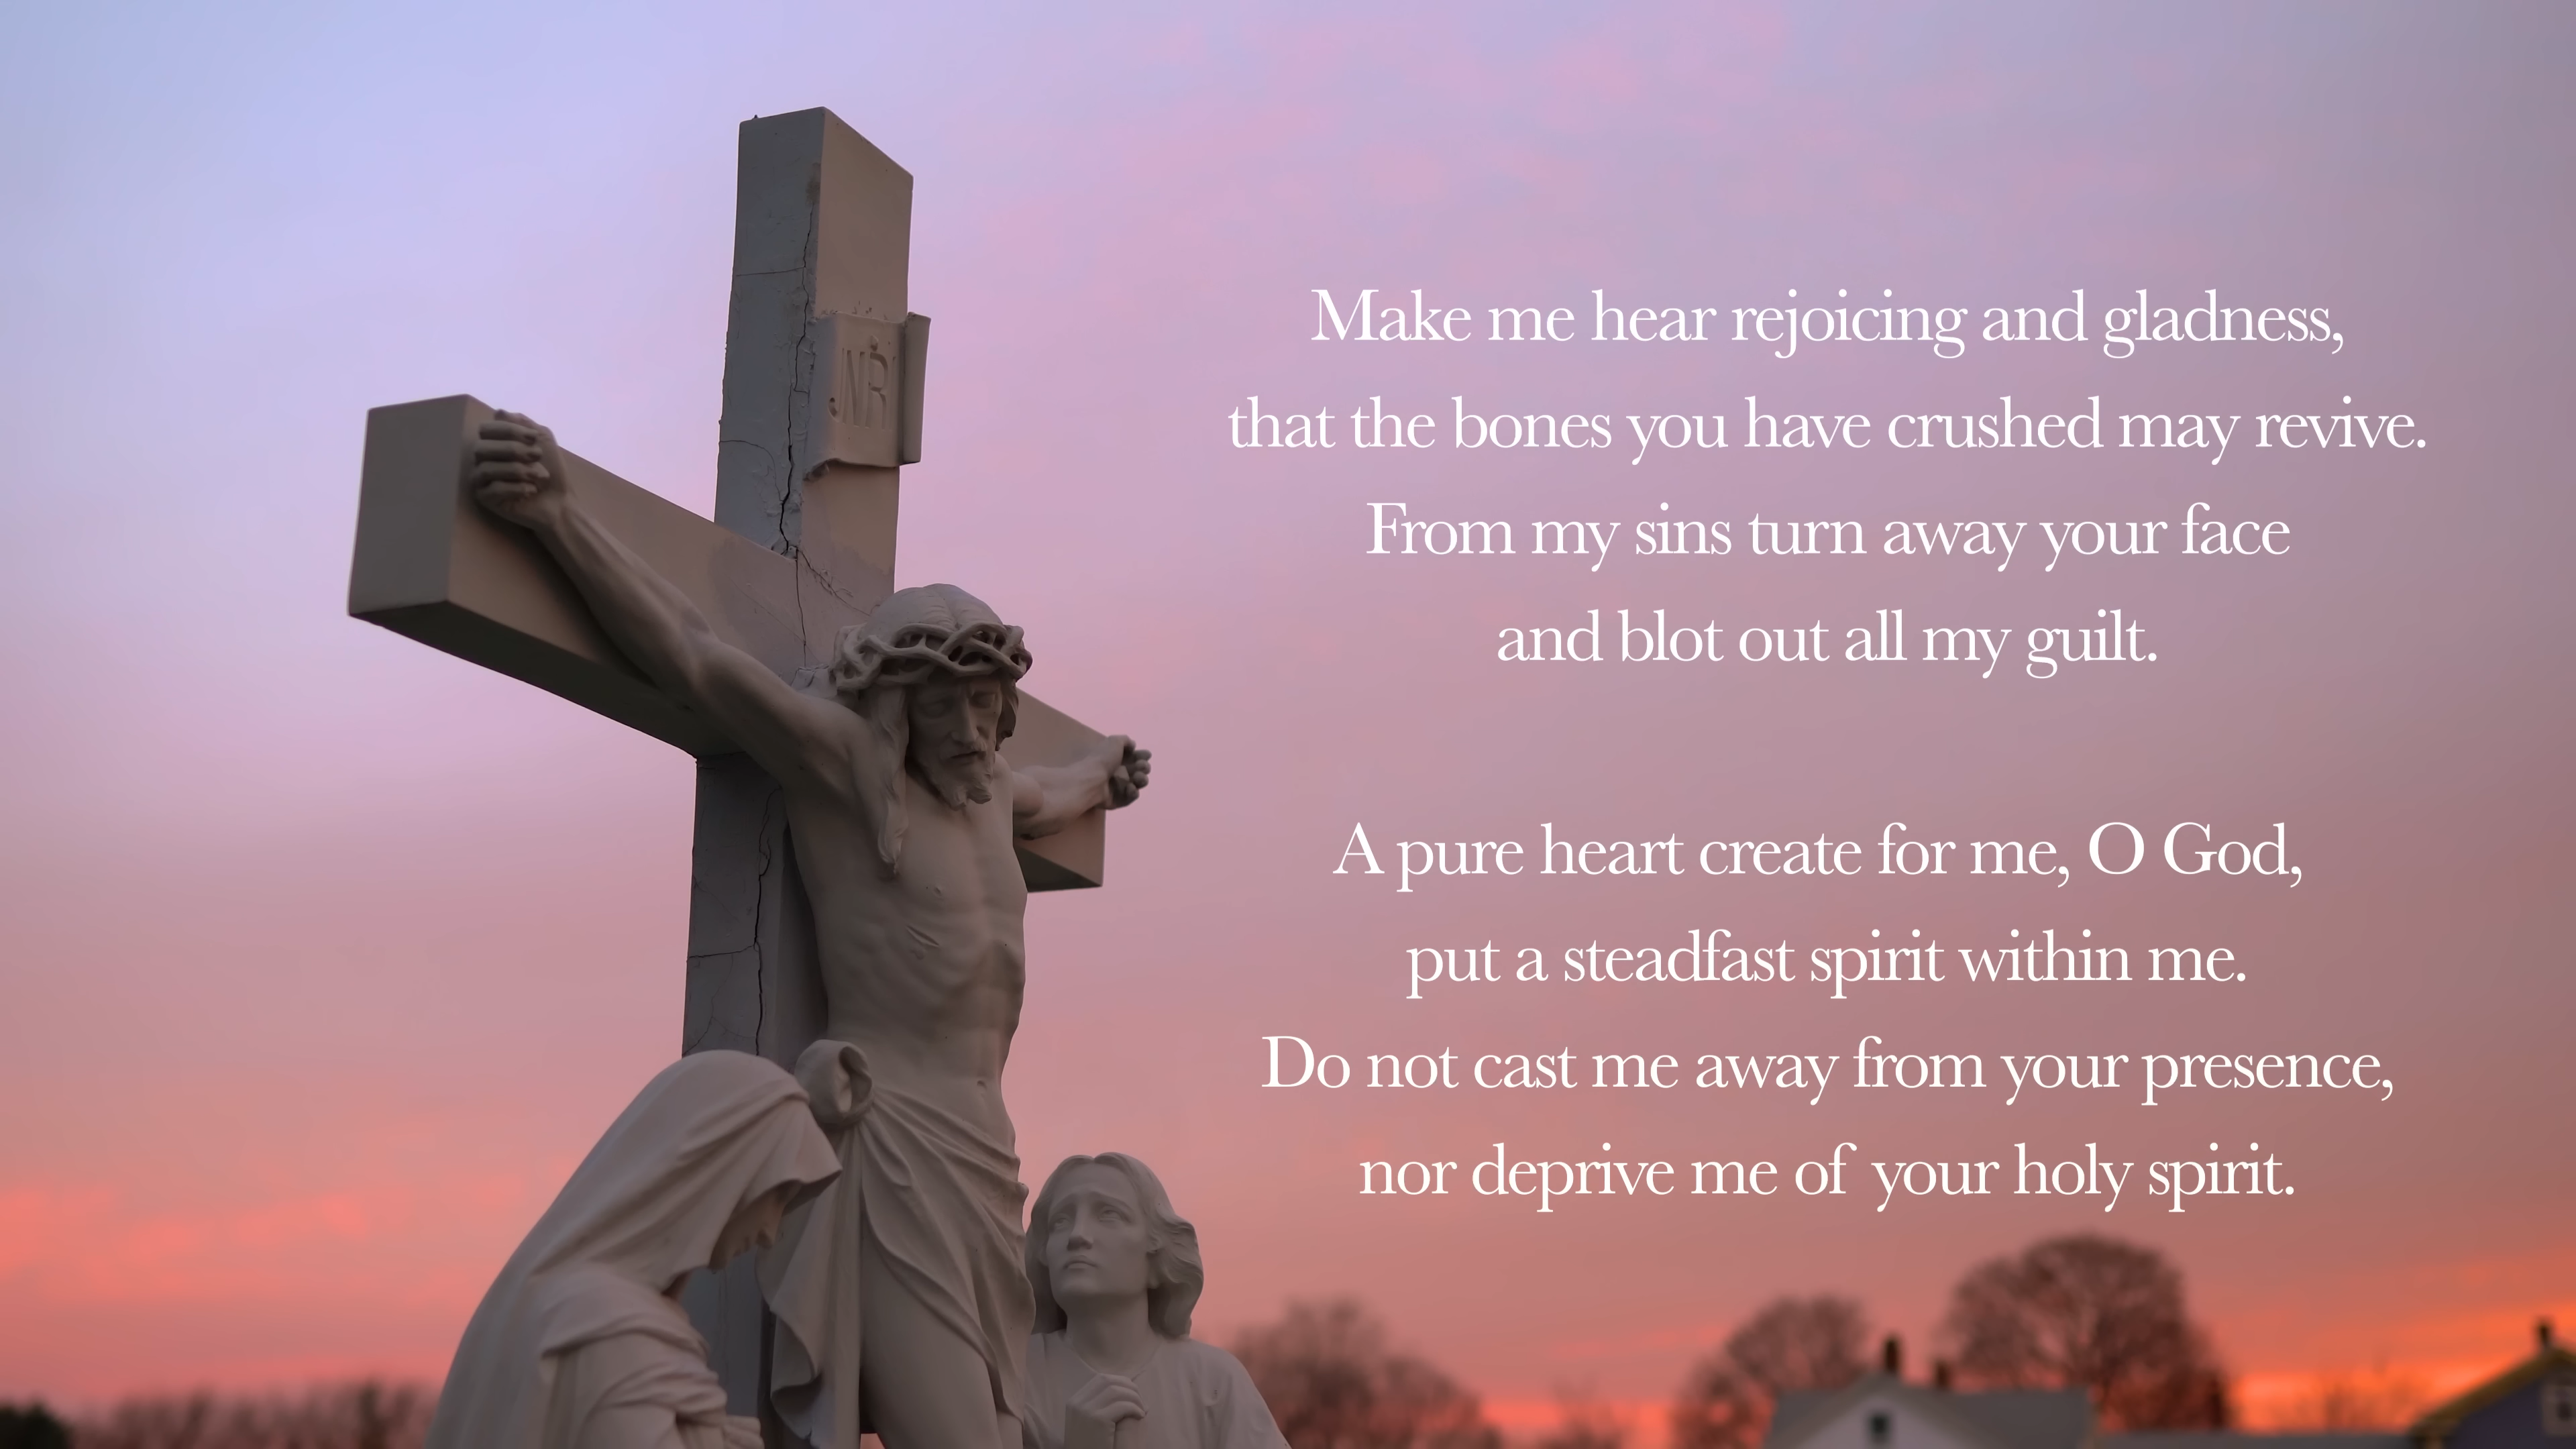 JNRI
Make me hear rejoicing and gladness,
that the bones you have crushed may revive.
From my sins turn away your face
and blot out all my guilt.
A pure heart create for me, O God,
put a steadfast spirit within me.
Do not cast me away from your presence,
nor deprive me of your holy spirit.